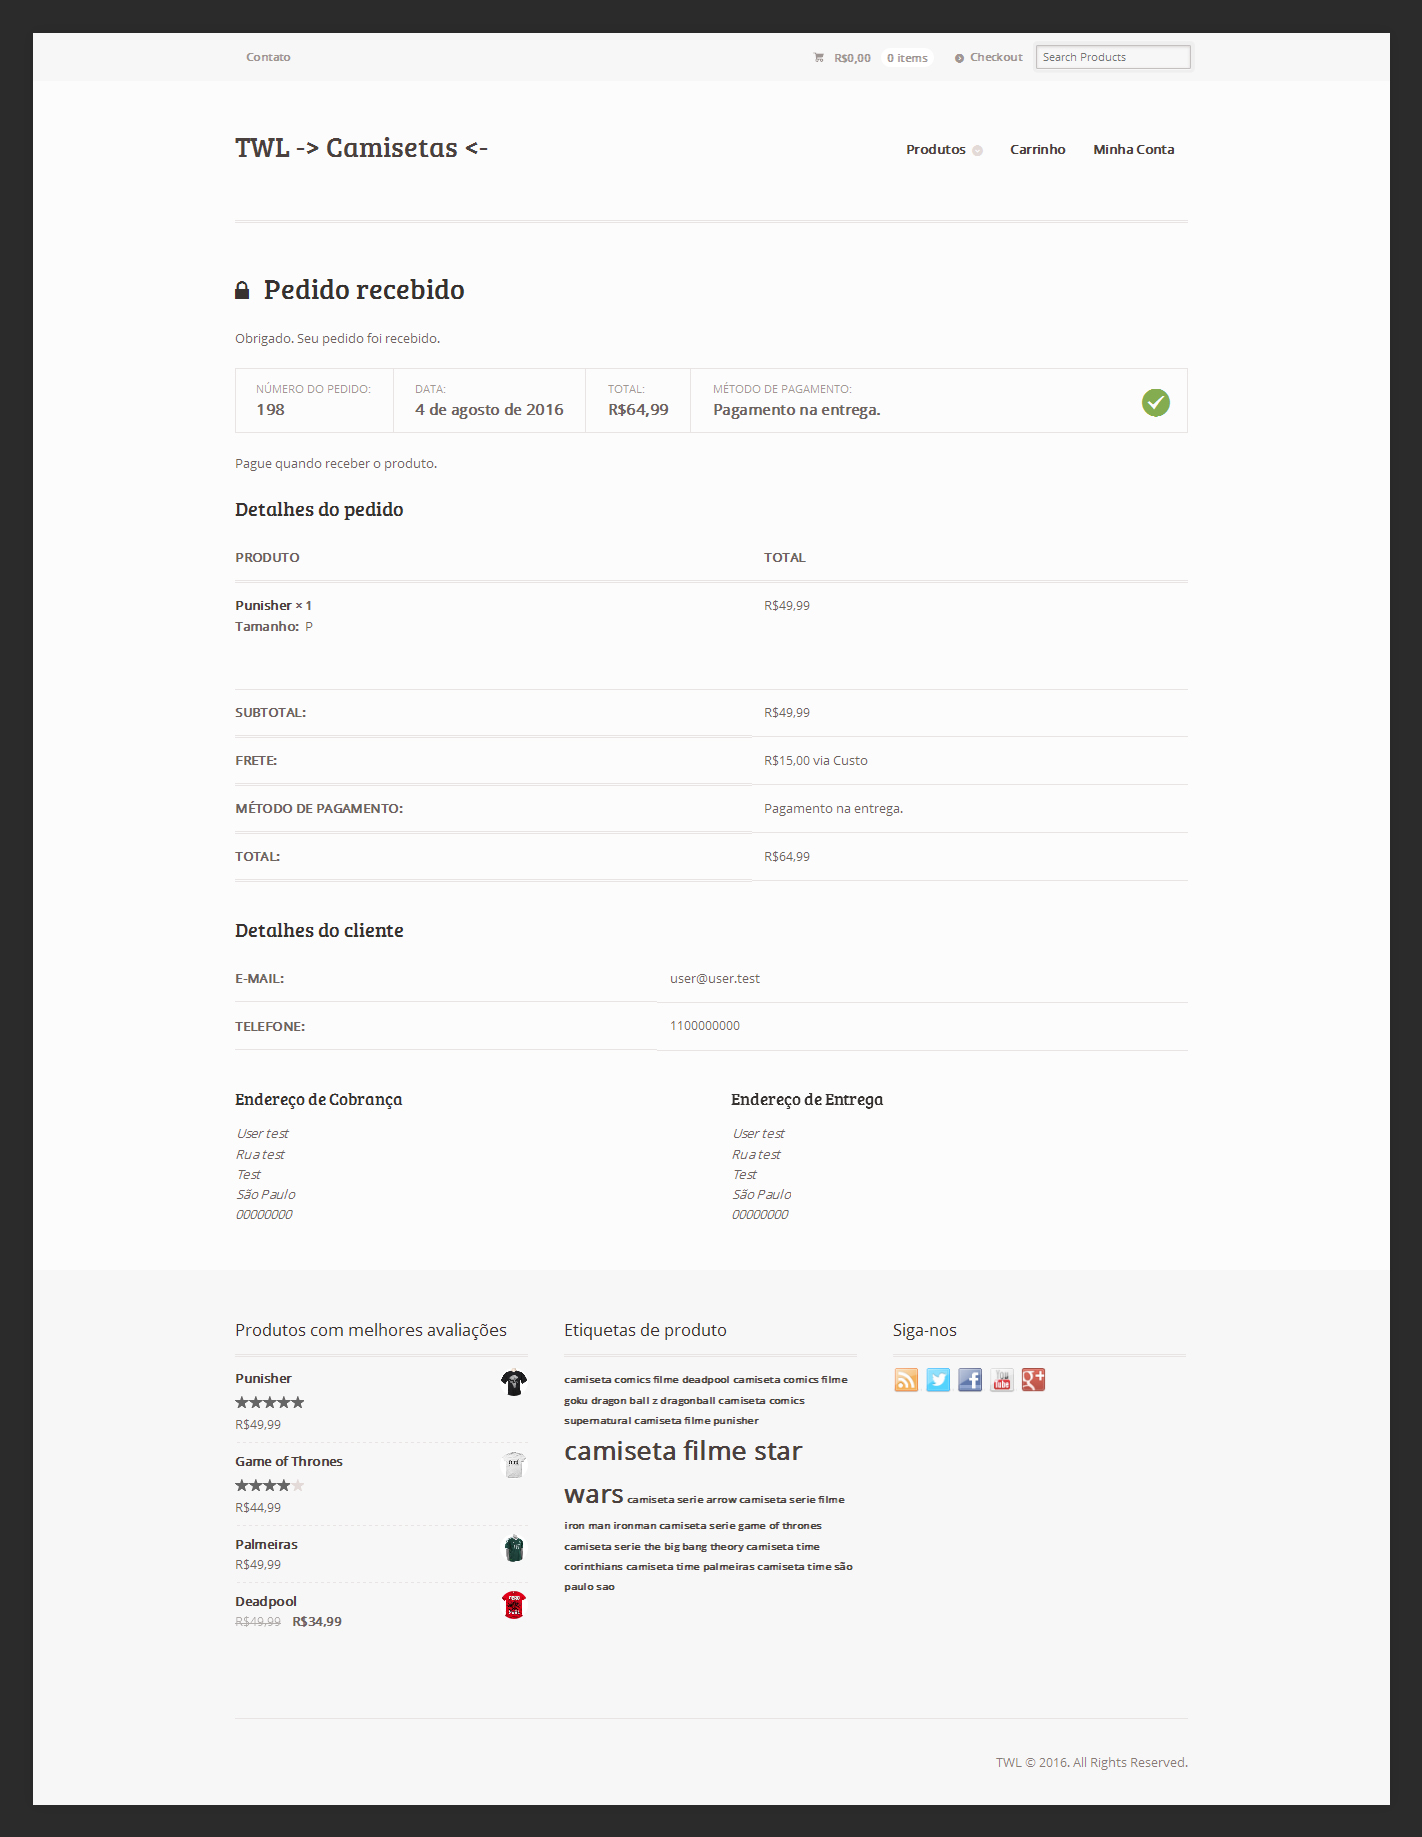 Contato
R$0,00 0 items Checkout Search Products
TWL -> Camisetas <-
Produtos Carrinho Minha Conta
Pedido recebido
Obrigado. Seu pedido foi recebido.
NÚMERO DO PEDIDO: DATA: TOTAL: MÉTODO DE PAGAMENTO:
198 4 de agosto de 2016 R$64,99 Pagamento na entrega.
Pague quando receber o produto.
Detalhes do pedido
PRODUTO TOTAL
Punisher × 1 R$49,99
Tamanho: P
SUBTOTAL: R$49,99
FRETE: R$15,00 via Custo
MÉTODO DE PAGAMENTO: Pagamento na entrega.
TOTAL: R$64,99
Detalhes do cliente
E-MAIL: user@user.test
TELEFONE: 1100000000
Endereço de Cobrança
User test
Rua test
Test
São Paulo
00000000
Endereço de Entrega
User test
Rua test
Test
São Paulo
00000000
Produtos com melhores avaliações
Punisher
R$49,99
Game of Thrones
R$44,99
Palmeiras
R$49,99
Deadpool
R$49,99 R$34,99
Etiquetas de produto
camiseta comics filme deadpool camiseta comics filme
goku dragon ball z dragonball camiseta comics
supernatural camiseta filme punisher
camiseta filme star
wars camiseta serie arrow camiseta serie filme
iron man ironman camiseta serie game of thrones
camiseta serie the big bang theory camiseta time
corinthians camiseta time palmeiras camiseta time são
paulo sao
Siga-nos
You
Tube
TWL © 2016. All Rights Reserved.